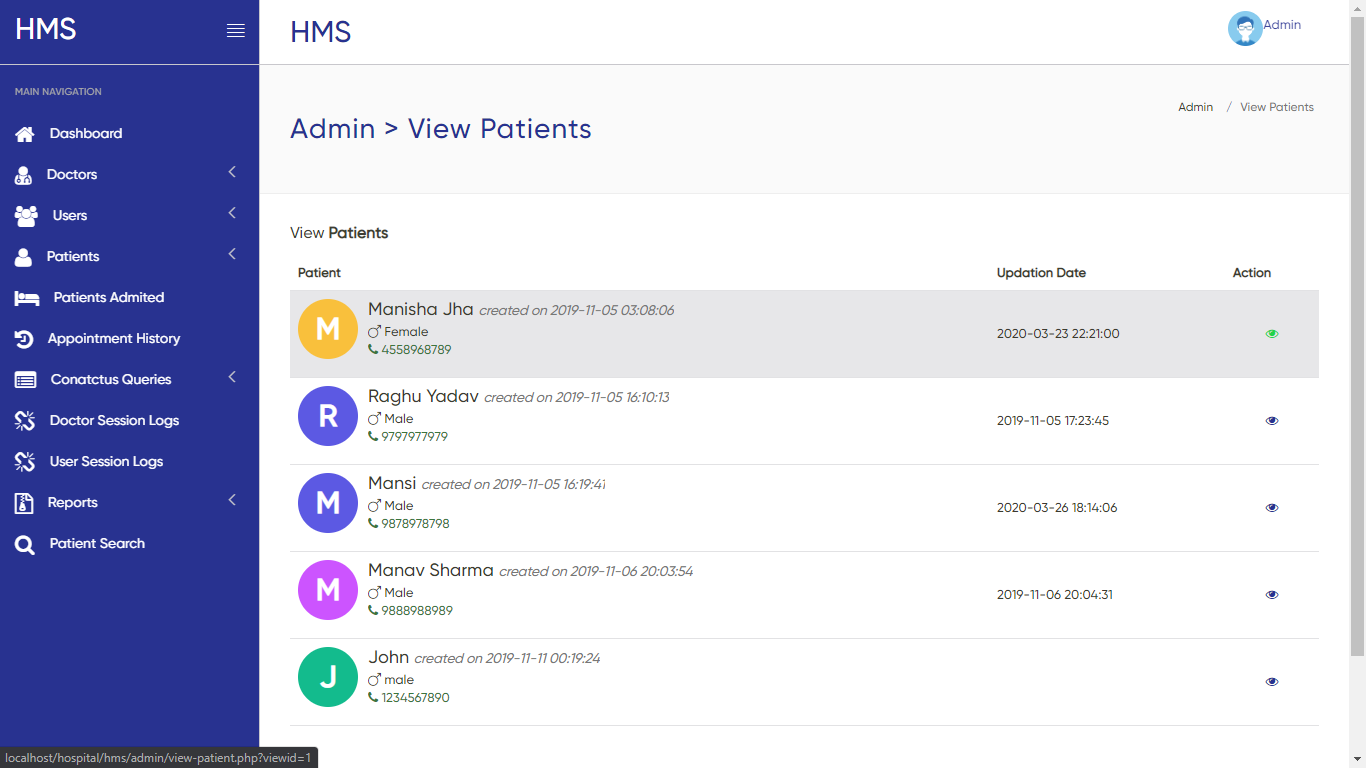 HMS
HMS
Admin
MAIN NAVIGATION
Dashboard
Doctors
Users
Patients
Patients Admited
Appointment History
Conatctus Queries
Doctor Session Logs
User Session Logs
Reports
Patient Search
Admin > View Patients
Admin / View Patients
View Patients
Patient Updation Date Action
M
Manisha Jha created on 2019-11-05 03:08:06
Female
4558968789
2020-03-23 22:21:00
R
Raghu Yadav created on 2019-11-05 16:10:13
Male
9797977979
2019-11-05 17:23:45
M
Mansi created on 2019-11-05 16:19:41
Male
9878978798
2020-03-26 18:14:06
M
Manav Sharma created on 2019-11-06 20:03:54
Male
9888988989
2019-11-06 20:04:31
J
John created on 2019-11-11 00:19:24
male
1234567890
localhost/hospital/hms/admin/view-patient.php?viewid=1